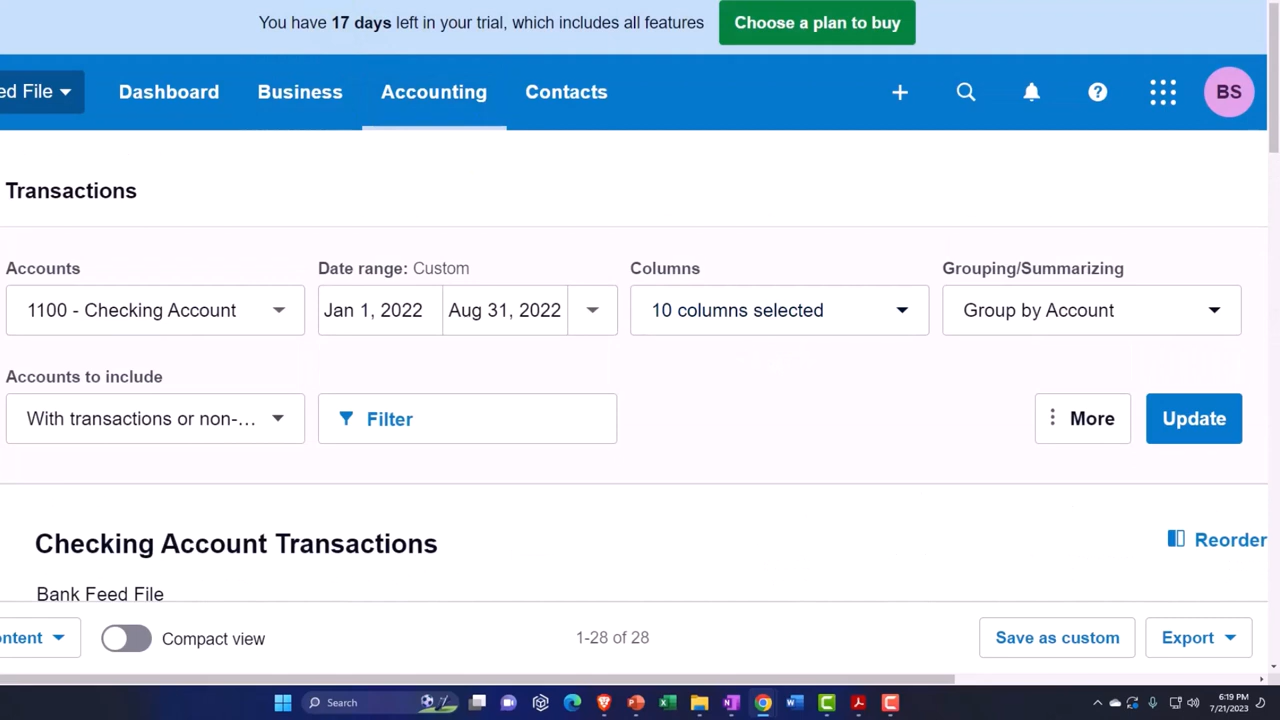 You have 17 days left in your trial, which includes all features Choose a plan to buy
ed File Dashboard Business Accounting Contacts BS
Transactions
Accounts Date range: Custom Columns Grouping/Summarizing
1100 - Checking Account Jan 1, 2022 Aug 31, 2022 10 columns selected Group by Account
Accounts to include
With transactions or non-... Filter More Update
Checking Account Transactions Reorder
Bank Feed File
ontent Compact view 1-28 of 28 Save as custom Export
Search 6:19 PM
7/21/2023